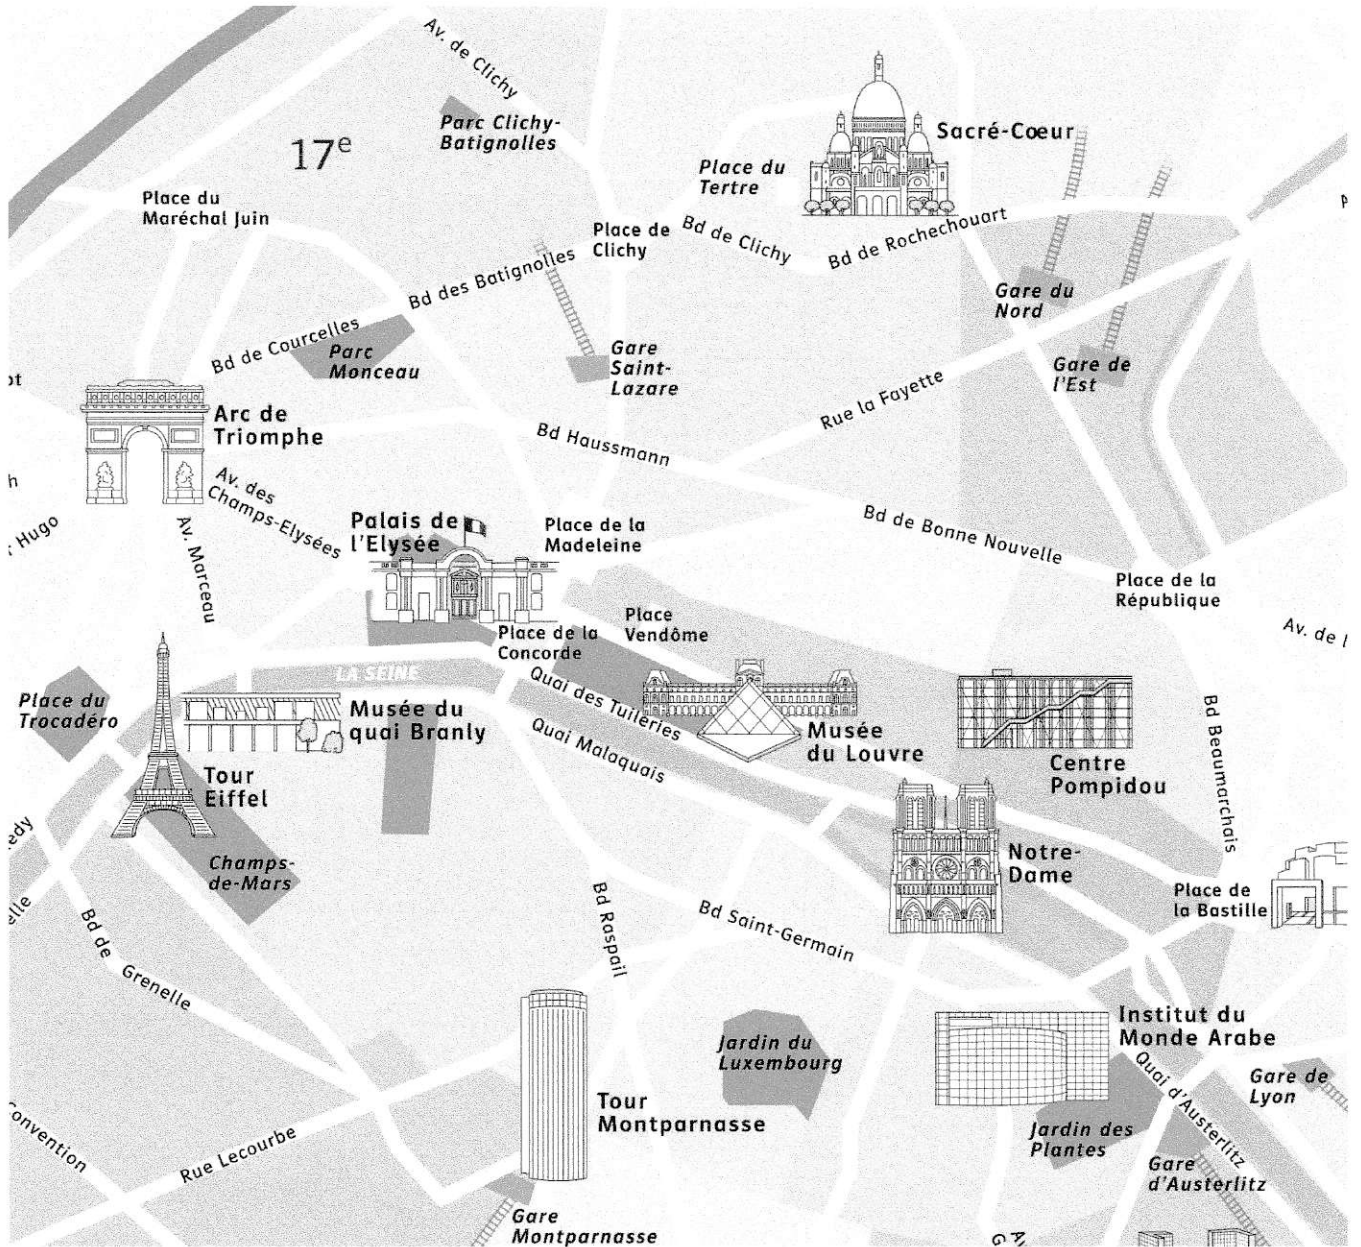 Av. de Clichy
Parc Clichy-
Batignolles
17e
Sacré-Cœur
Place du
Tertre
Place du
Maréchal Juin
Place de
Clichy
Bd de Clichy
Bd de Rochechouart
Bd des Batignolles
Gare du
Nord
Bd de Courcelles
Parc
Monceau
Gare
Saint-
Lazare
Gare de
l'Est
Rue la Fayette
Arc de
Triomphe
Bd Haussmann
Av. des
Champs-Elysées
Hugo
Av. Marceau
Palais de
l'Elysée
Place de la
Madeleine
Bd de Bonne Nouvelle
Place de la
République
Place
Vendôme
Place de la
Concorde
Av. de l
LA SEINE
Place du
Trocadéro
Musée du
quai Branly
Quai des Tuileries
Quai Malaquais
Musée
du Louvre
Centre
Pompidou
Bd Beaumarchais
Tour
Eiffel
Champs-
de-Mars
edy
elle
Notre-
Dame
Place de
la Bastille
Bd de Grenelle
Bd Raspail
Bd Saint-Germain
Institut du
Monde Arabe
Jardin du
Luxembourg
Quai d'Austerlitz
Gare de
Lyon
Tour
Montparnasse
Jardin des
Plantes
Gare
d'Austerlitz
Convention
Rue Lecourbe
Gare
Montparnasse